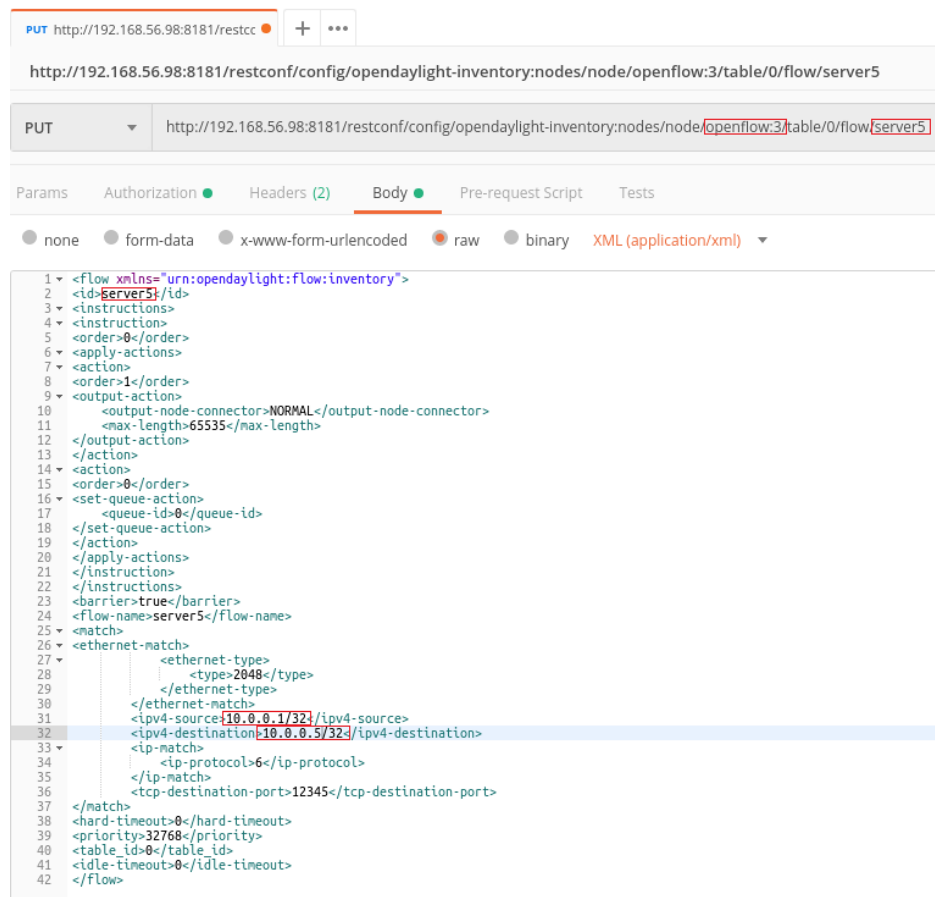 PUT http://192.168.56.98:8181/restcc
http://192.168.56.98:8181/restconf/config/opendaylight-inventory:nodes/node/openflow:3/table/0/flow/server5
PUT http://192.168.56.98:8181/restconf/config/opendaylight-inventory:nodes/node/openflow:3/table/0/flow/server5
Params Authorization Headers (2) Body Pre-request Script Tests
none form-data x-www-form-urlencoded raw binary XML (application/xml)
1 <flow xmlns="urn:opendaylight:flow:inventory">
2 <id>server5</id>
3 <instructions>
4 <instruction>
5 <order>0</order>
6 <apply-actions>
7 <action>
8 <order>1</order>
9 <output-action>
10 <output-node-connector>NORMAL</output-node-connector>
11 <max-length>65535</max-length>
12 </output-action>
13 </action>
14 <action>
15 <order>0</order>
16 <set-queue-action>
17 <queue-id>0</queue-id>
18 </set-queue-action>
19 </action>
20 </apply-actions>
21 </instruction>
22 </instructions>
23 <barrier>true</barrier>
24 <flow-name>server5</flow-name>
25 <match>
26 <ethernet-match>
27 <ethernet-type>
28 <type>2048</type>
29 </ethernet-type>
30 </ethernet-match>
31 <ipv4-source>10.0.0.1/32</ipv4-source>
32 <ipv4-destination>10.0.0.5/32</ipv4-destination>
33 <ip-match>
34 <ip-protocol>6</ip-protocol>
35 </ip-match>
36 <tcp-destination-port>12345</tcp-destination-port>
37 </match>
38 <hard-timeout>0</hard-timeout>
39 <priority>32768</priority>
40 <table_id>0</table_id>
41 <idle-timeout>0</idle-timeout>
42 </flow>